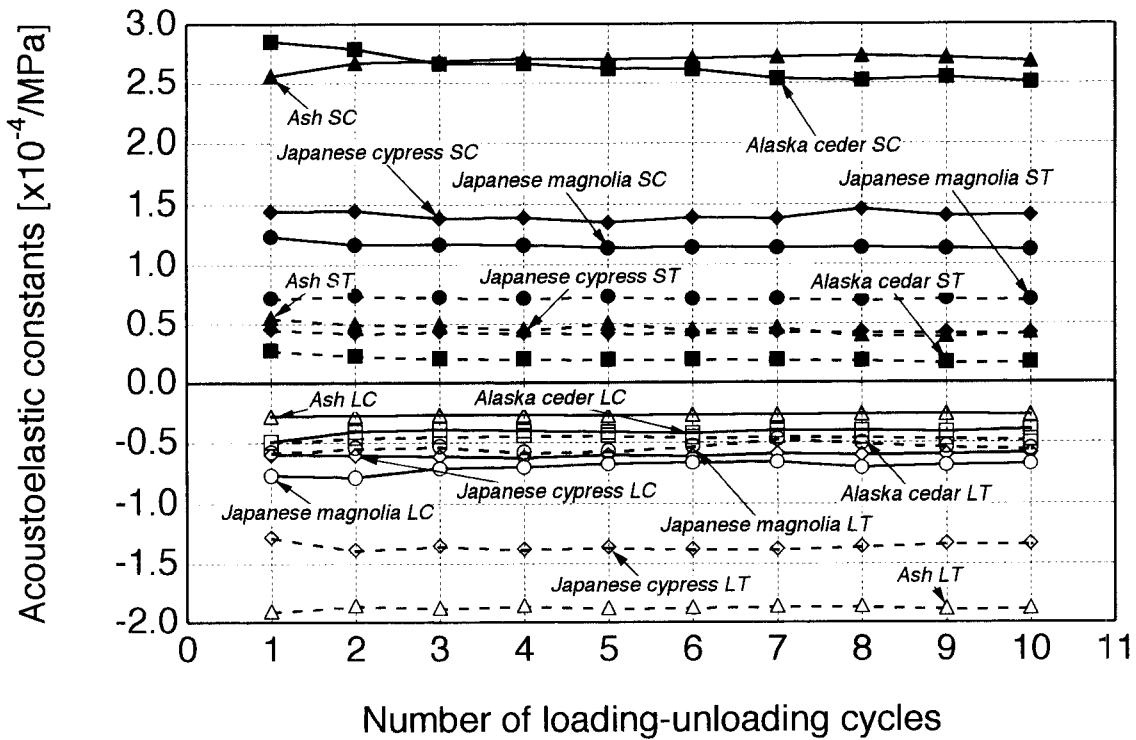 Acoustoelastic constants [x10⁻⁴/MPa]
3.0
2.5
2.0
1.5
1.0
0.5
0.0
-0.5
-1.0
-1.5
-2.0
Ash SC
Alaska ceder SC
Japanese cypress SC
Japanese magnolia SC
Japanese magnolia ST
Ash ST
Japanese cypress ST
Alaska cedar ST
Ash LC
Alaska ceder LC
Japanese cypress LC
Alaska cedar LT
Japanese magnolia LC
Japanese magnolia LT
Japanese cypress LT
Ash LT
0 1 2 3 4 5 6 7 8 9 10 11
Number of loading-unloading cycles